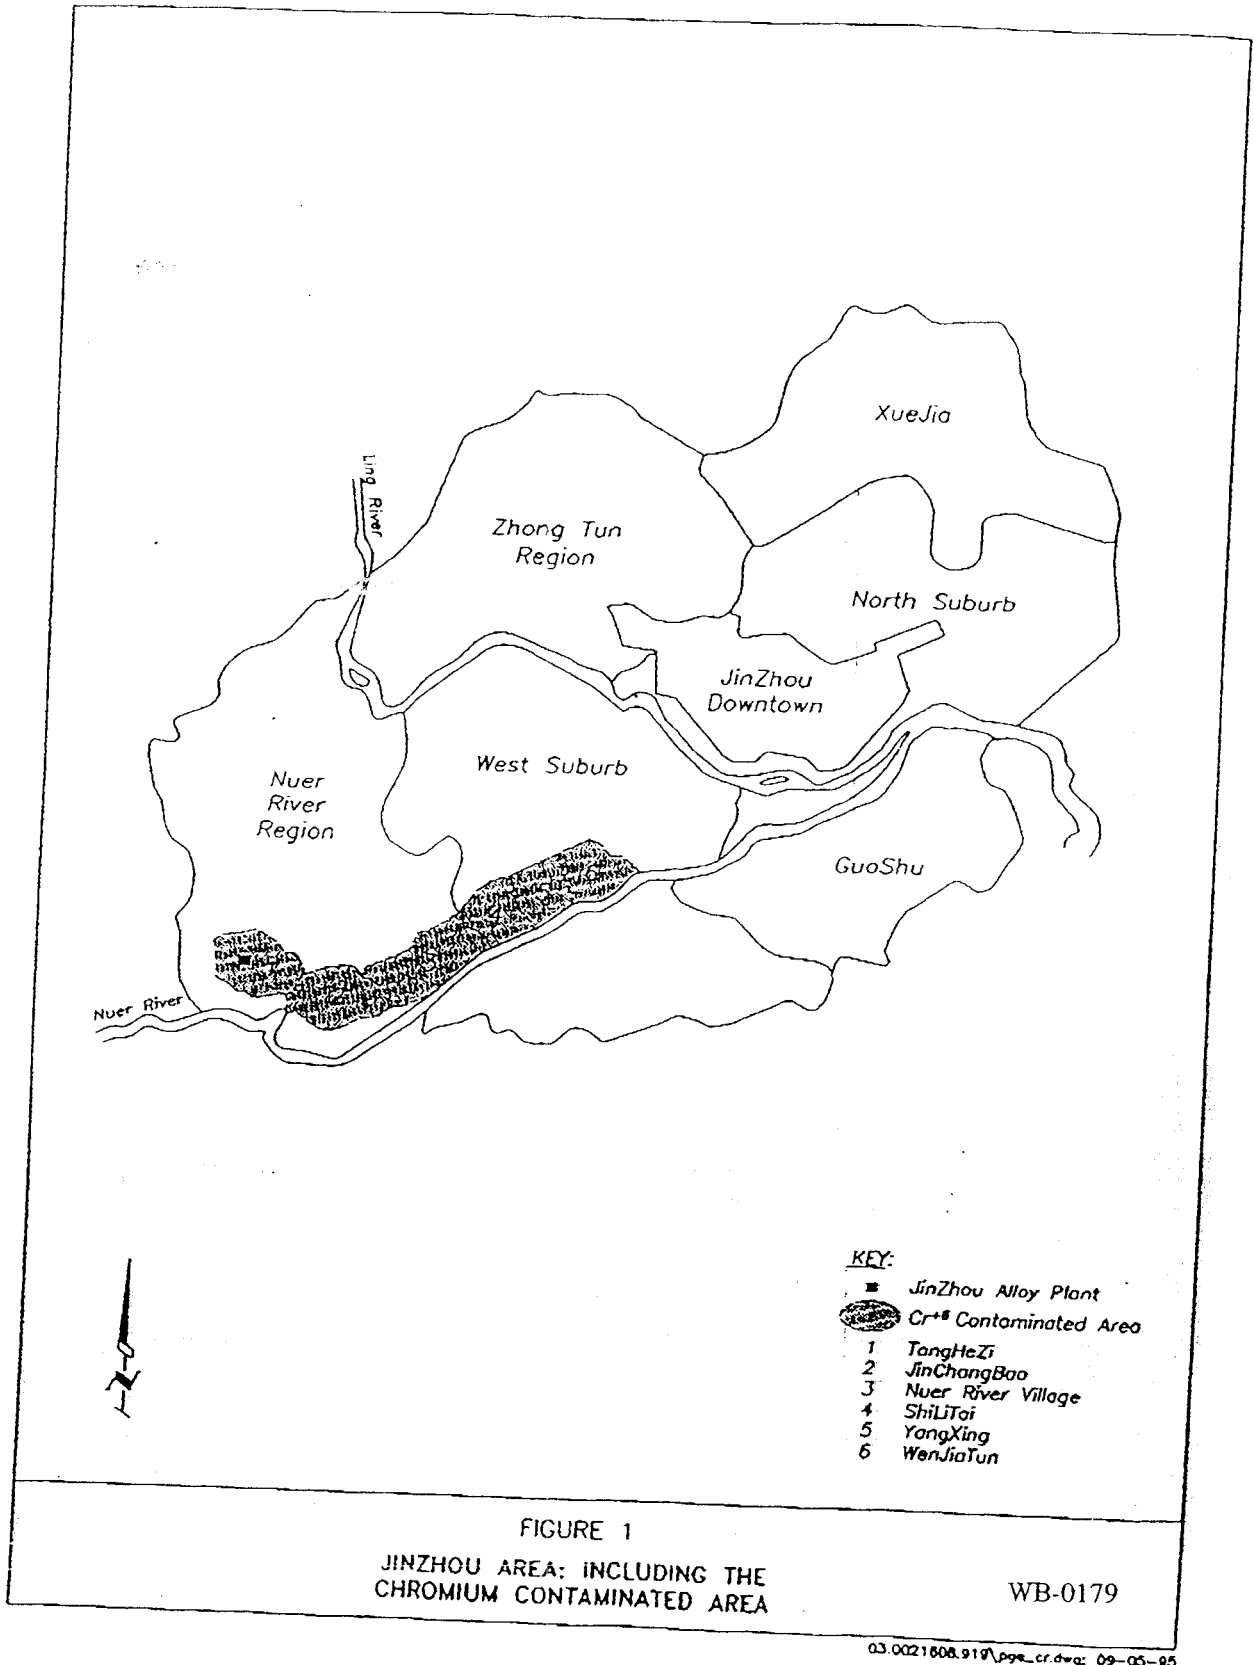 XueJia
Ling River
Zhong Tun
Region
North Suburb
JinZhou
Downtown
West Suburb
Nuer
River
Region
GuoShu
Nuer River
KEY:
JinZhou Alloy Plant
Cr+6 Contaminated Area
1 TangHeZi
2 JinChangBao
3 Nuer River Village
4 ShiLiTai
5 YangXing
6 WenJiaTun
N
FIGURE 1
JINZHOU AREA: INCLUDING THE
CHROMIUM CONTAMINATED AREA
WB-0179
03.0021608.919\pgs_cr.dwg: 09-05-95